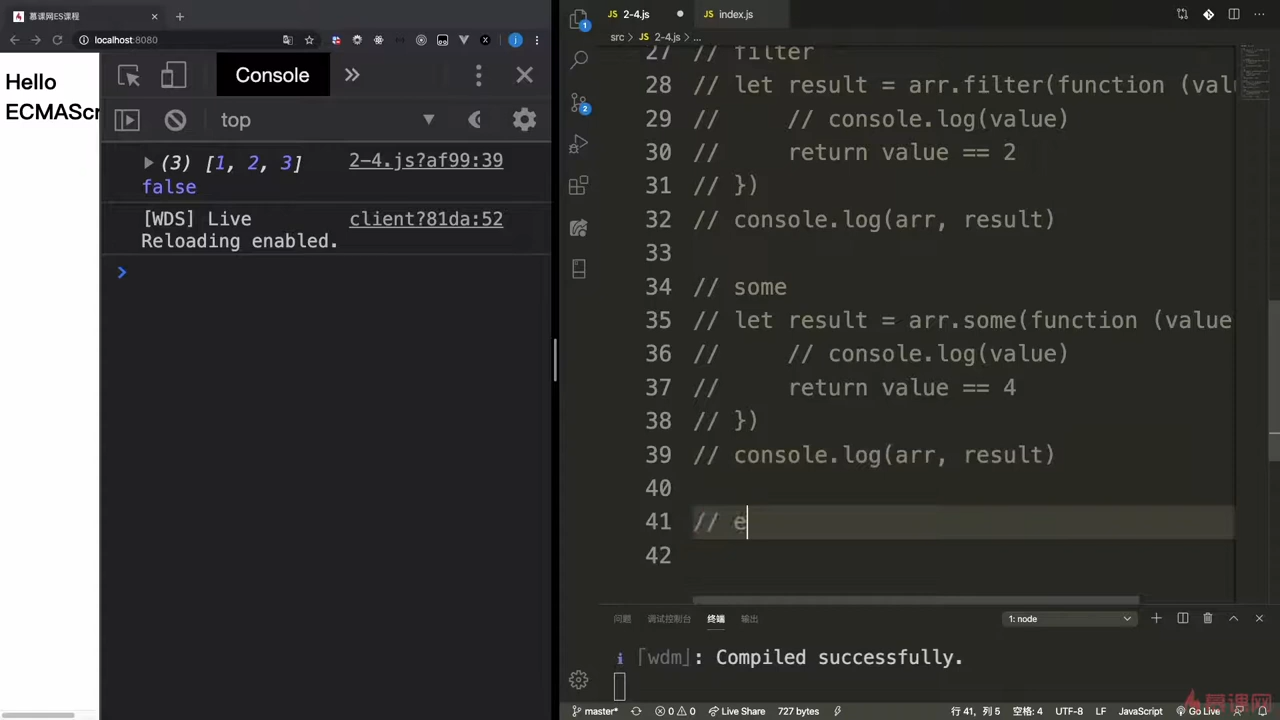 慕课网ES课程
2-4.js
index.js
localhost:8080
src > JS 2-4.js > ...
Hello
ECMAScr
Console
top
(3) [1, 2, 3] 2-4.js?af99:39
false
[WDS] Live client?81da:52
Reloading enabled.
27 // filter
28 // let result = arr.filter(function (valu
29 // // console.log(value)
30 // return value == 2
31 // })
32 // console.log(arr, result)
33
34 // some
35 // let result = arr.some(function (value
36 // // console.log(value)
37 // return value == 4
38 // })
39 // console.log(arr, result)
40
41 // e
42
问题 调试控制台 终端 输出 1: node
i ｢wdm｣: Compiled successfully.
慕课网
master* 0 0 Live Share 727 bytes 行 41, 列 5 空格: 4 UTF-8 LF JavaScript Go Live